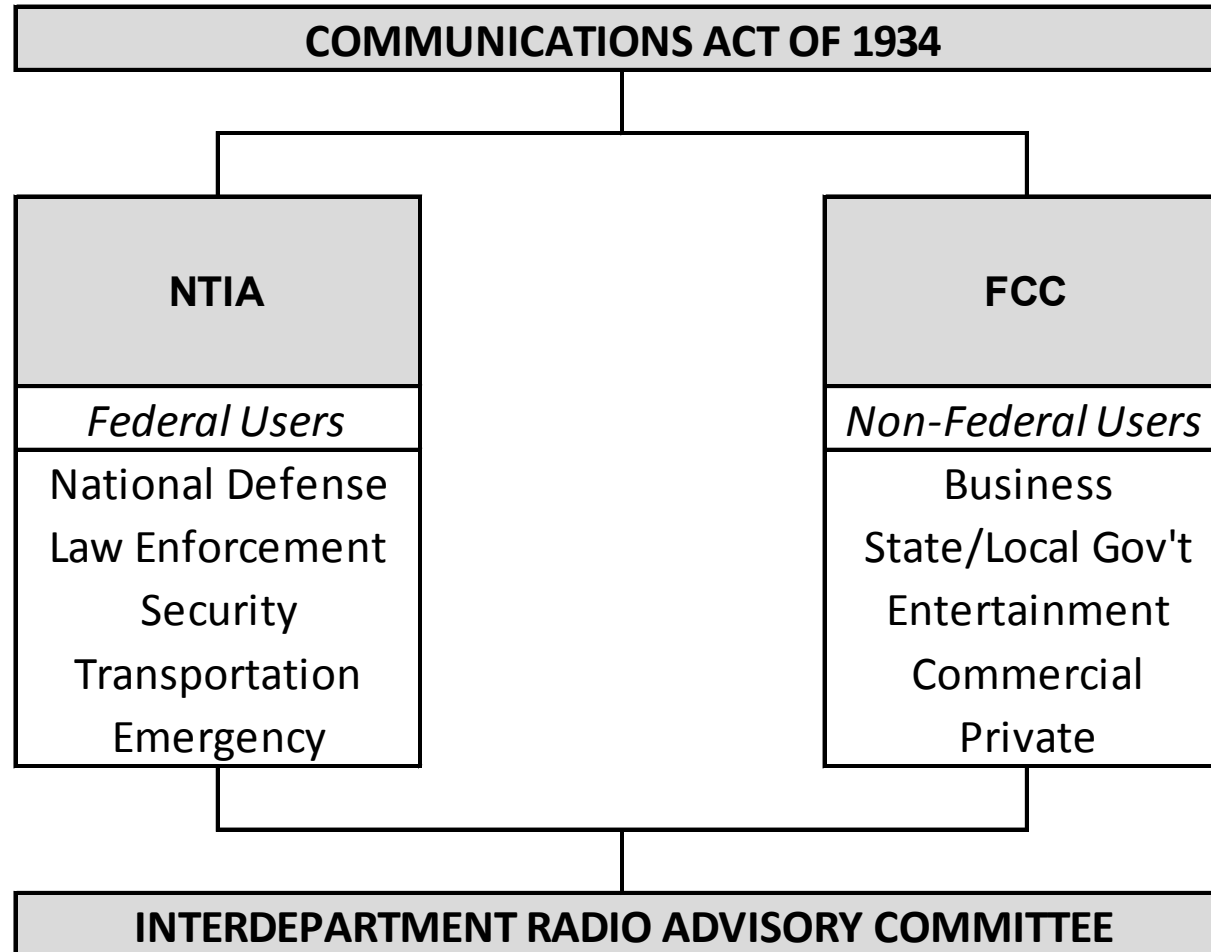 COMMUNICATIONS ACT OF 1934
NTIA
Federal Users
National Defense
Law Enforcement
Security
Transportation
Emergency
FCC
Non-Federal Users
Business
State/Local Gov't
Entertainment
Commercial
Private
INTERDEPARTMENT RADIO ADVISORY COMMITTEE